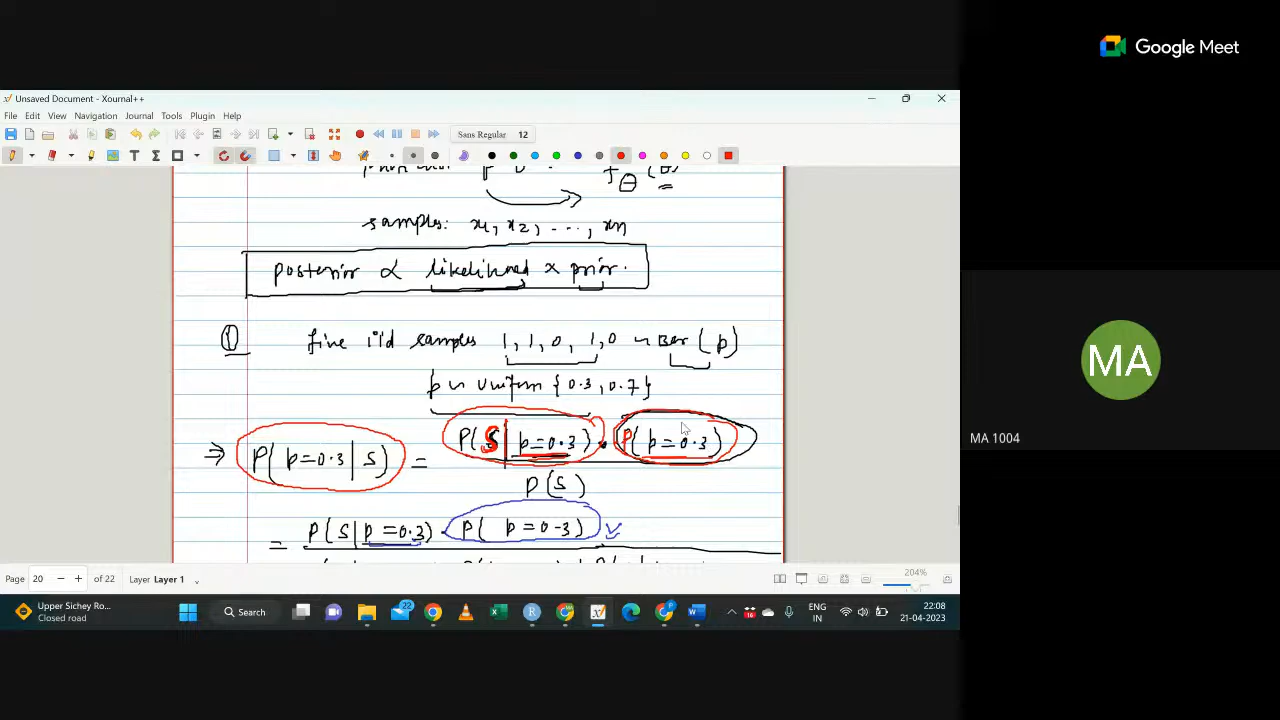 Google Meet
Unsaved Document - Xournal++
File Edit View Navigation Journal Tools Plugin Help
Sans Regular 12
samples: x1, x2, ..., xn
posterior ∝ likelihood × prior.
① five iid samples 1, 1, 0, 1, 0 ~ Ber (p)
p ~ Uniform {0.3, 0.7}
⇒ P( p=0.3 | S) = P( S | p=0.3) . P( p=0.3)
P(S)
= P(S | p=0.3) . P( p=0.3)
MA
MA 1004
Page 20 of 22 Layer Layer 1 204%
Upper Sichey Ro...
Closed road
Search
22
16
ENG
IN
22:08
21-04-2023